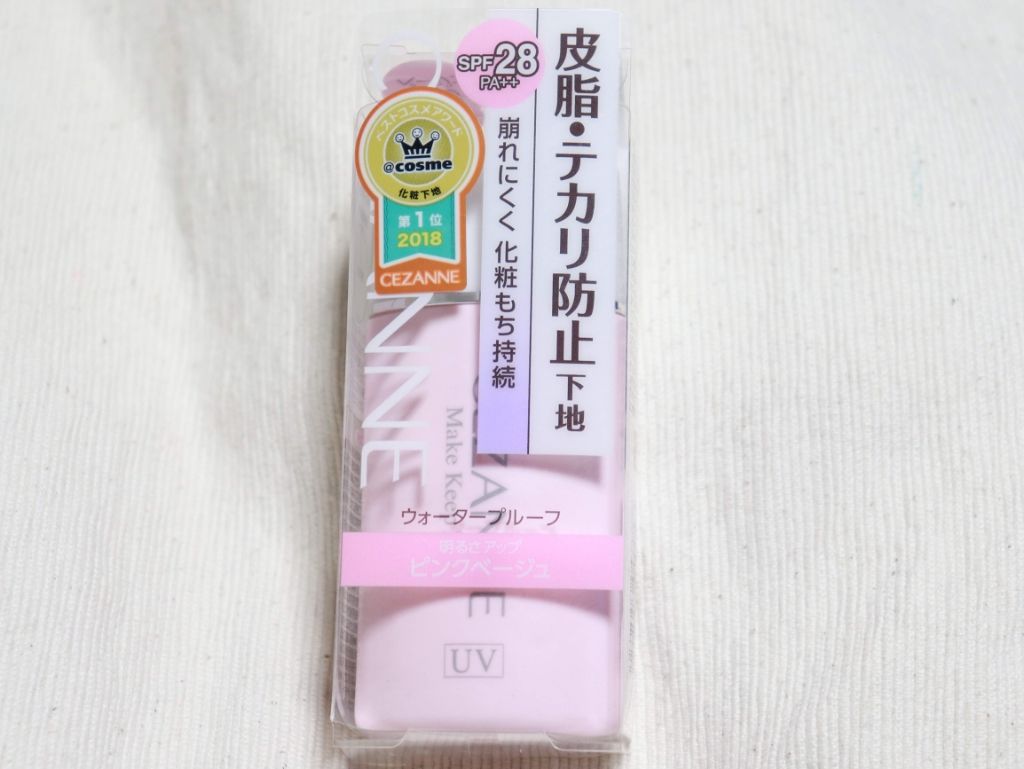 SPF28
PA++
皮脂・テカリ防止下地
崩れにくく 化粧もち持続
ベストコスメアワード
@cosme
化粧下地
第1位
2018
CEZANNE
Make Keep
ウォータープルーフ
明るさアップ
ピンクベージュ
UV